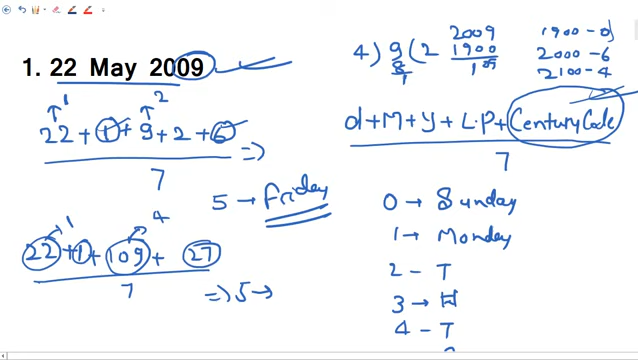 1. 22 May 2009
1 2
22 + 1 + 9 + 2 + 6
7
=>
5 → Friday
1 4
22 + 1 + 109 + 27
7
=> 5 →
4) 9 (2
8
1
2009
1900
109
1900 - 0
2000 - 6
2100 - 4
d + M + Y + L.P + Century Code
7
0 → Sunday
1 → Monday
2 - T
3 →
4 - T